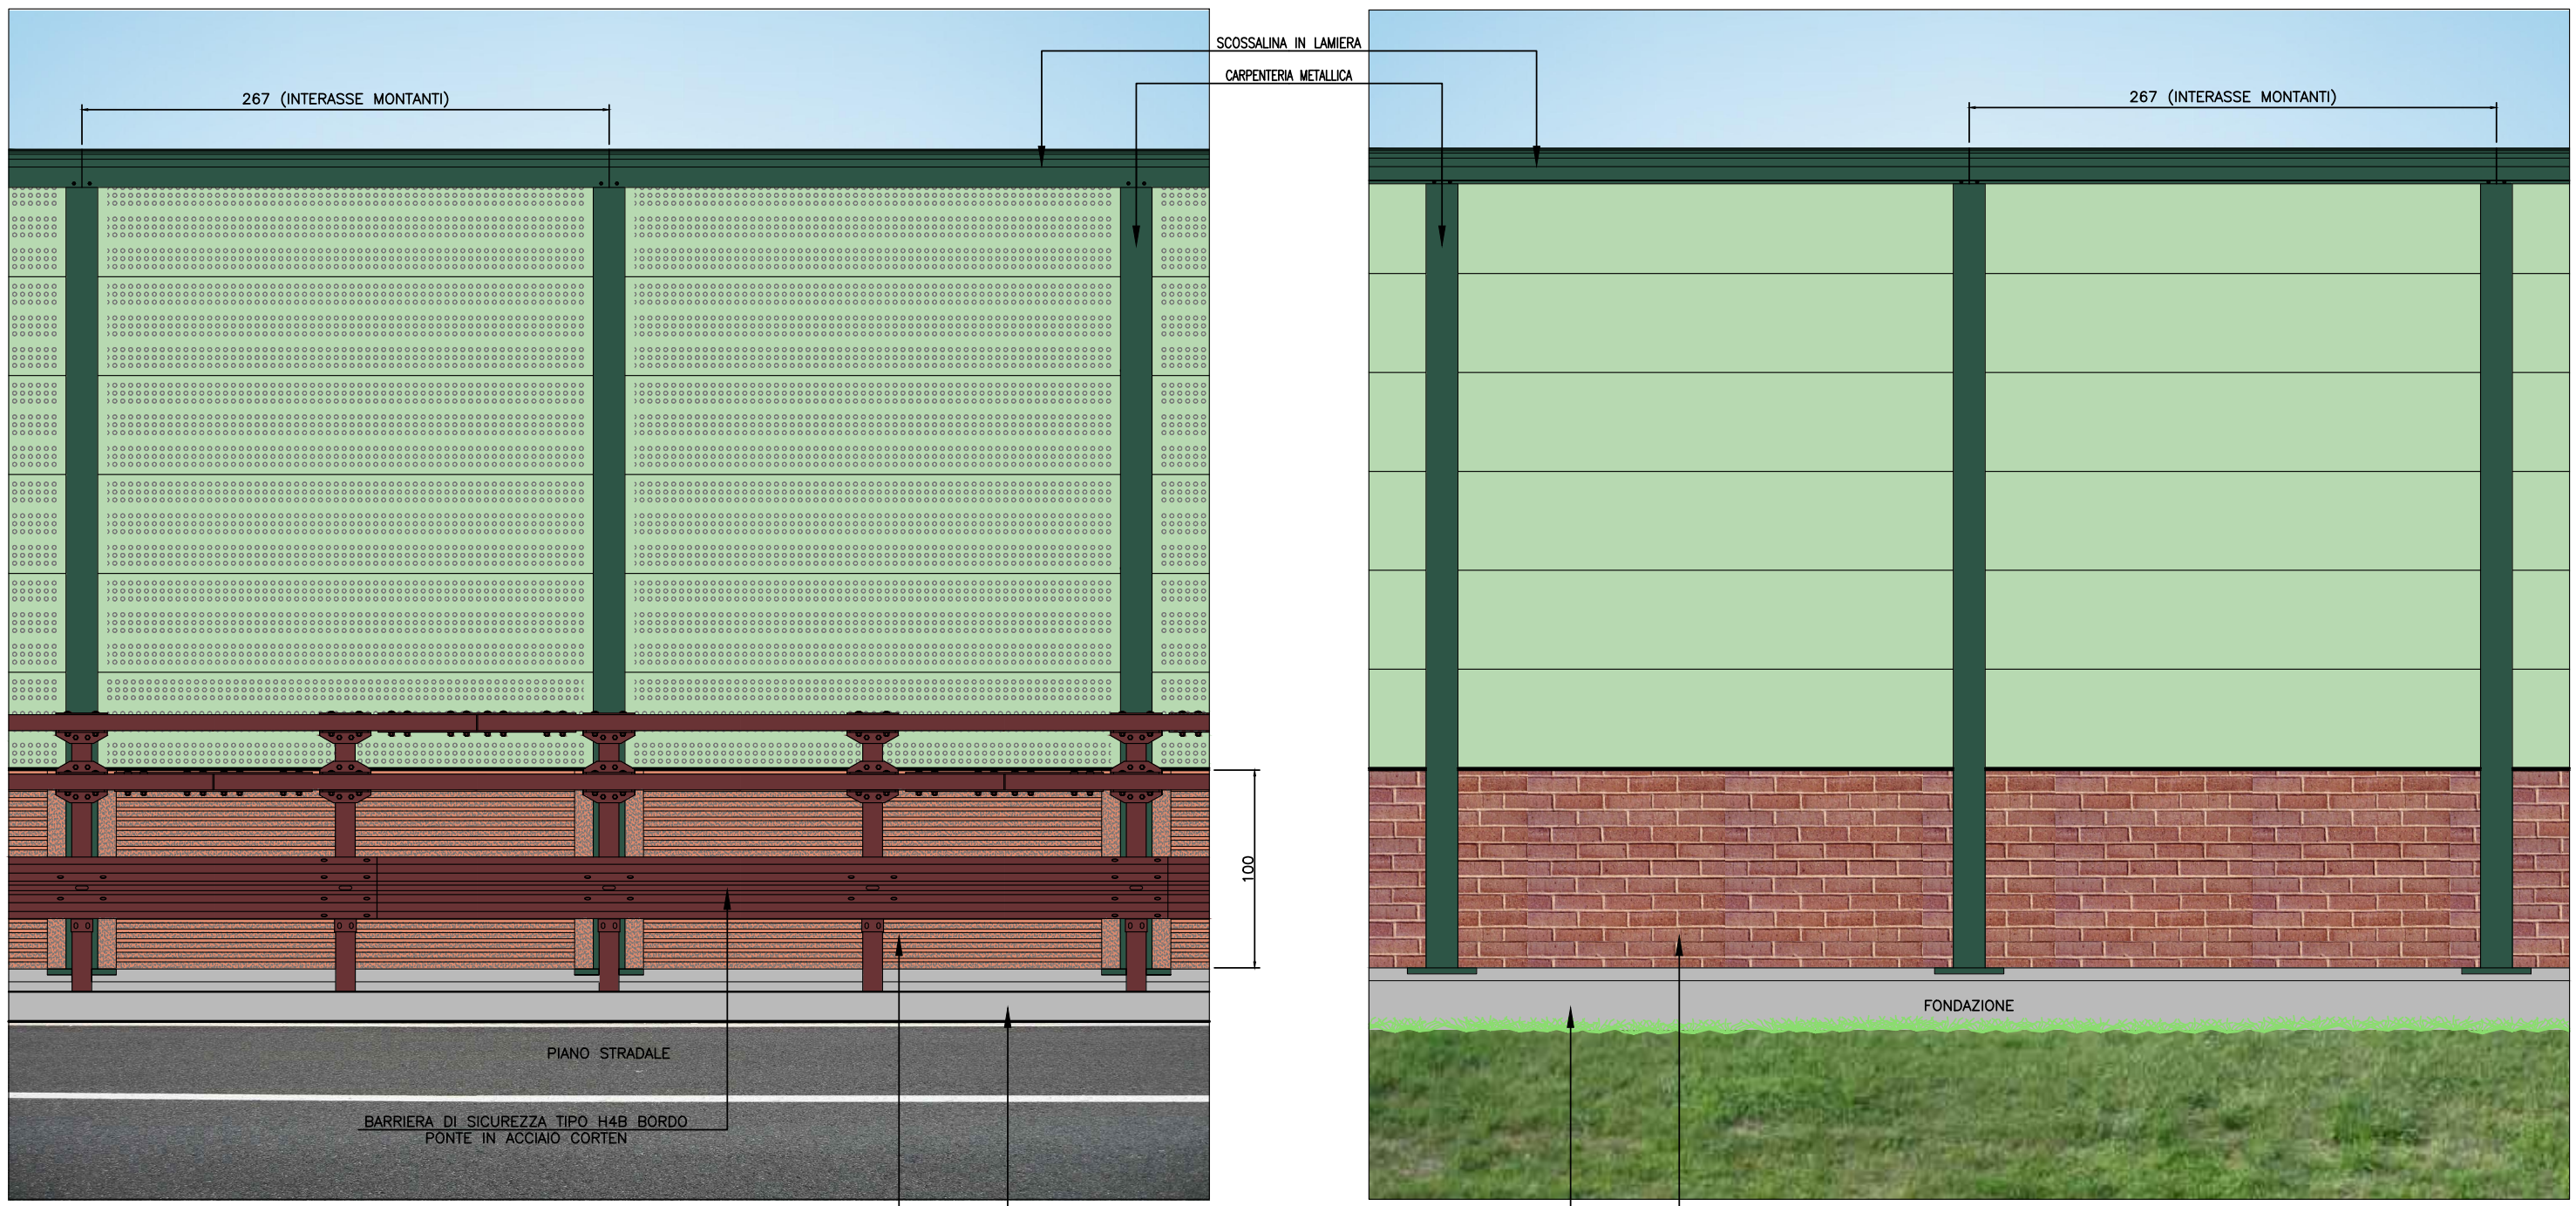 SCOSSALINA IN LAMIERA
CARPENTERIA METALLICA
267 (INTERASSE MONTANTI)
267 (INTERASSE MONTANTI)
100
FONDAZIONE
PIANO STRADALE
BARRIERA DI SICUREZZA TIPO H4B BORDO
PONTE IN ACCIAIO CORTEN